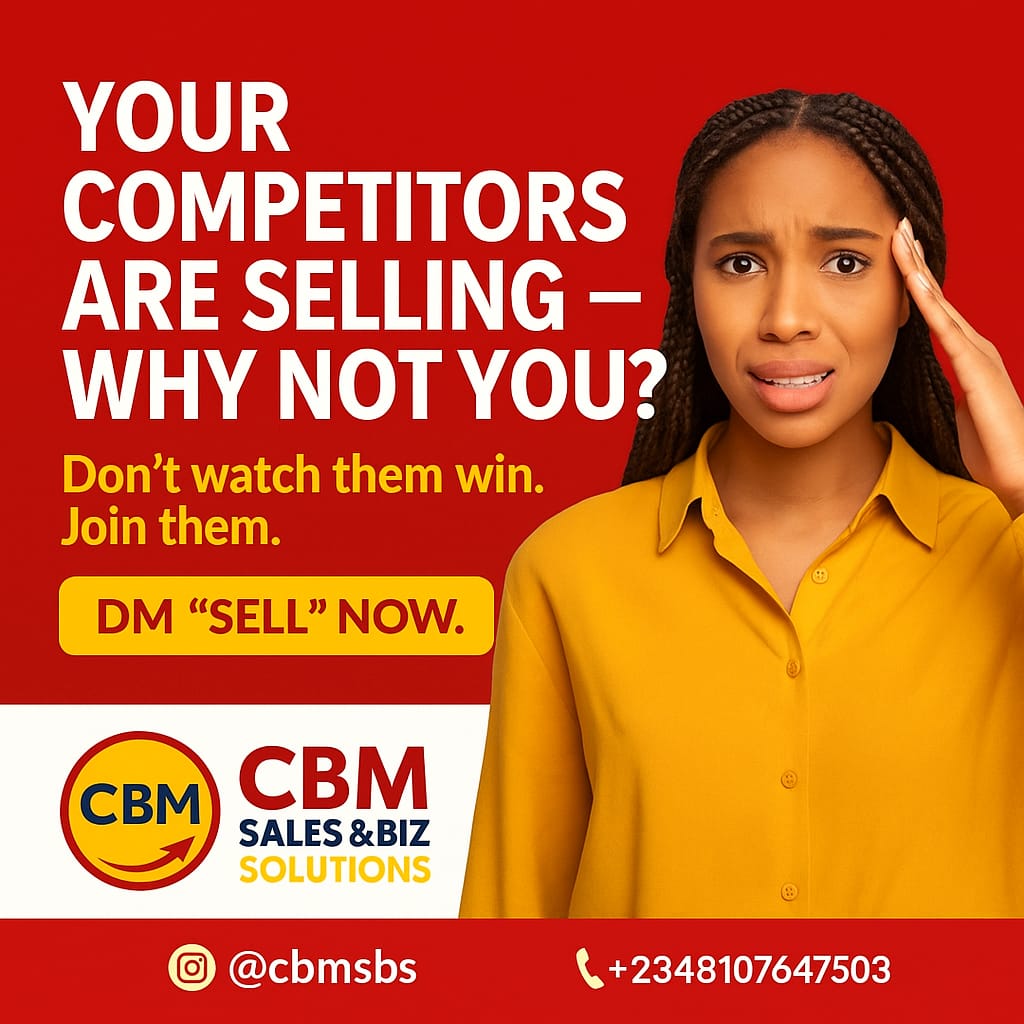 YOUR
COMPETITORS
ARE SELLING –
WHY NOT YOU?
Don’t watch them win.
Join them.
DM “SELL” NOW.
CBM
CBM
SALES & BIZ
SOLUTIONS
@cbmsbs
+2348107647503